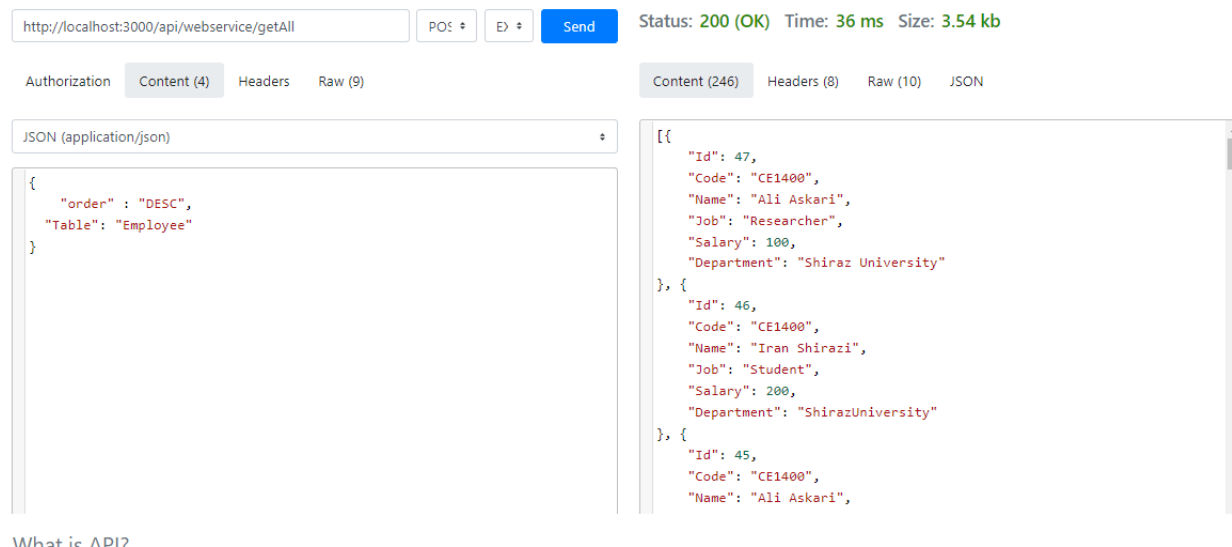 http://localhost:3000/api/webservice/getAll
POS
EX
Send
Status: 200 (OK) Time: 36 ms Size: 3.54 kb
Authorization Content (4) Headers Raw (9)
Content (246) Headers (8) Raw (10) JSON
JSON (application/json)
{
"order" : "DESC",
"Table": "Employee"
}
[{
"Id": 47,
"Code": "CE1400",
"Name": "Ali Askari",
"Job": "Researcher",
"Salary": 100,
"Department": "Shiraz University"
}, {
"Id": 46,
"Code": "CE1400",
"Name": "Iran Shirazi",
"Job": "Student",
"Salary": 200,
"Department": "ShirazUniversity"
}, {
"Id": 45,
"Code": "CE1400",
"Name": "Ali Askari",
What is API?